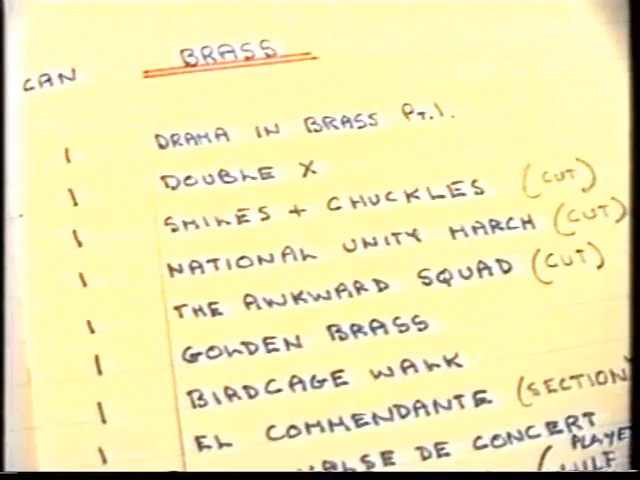 BRASS
CAN
1 DRAMA IN BRASS PT.1.
1 DOUBLE X
1 SMILES + CHUCKLES (CUT)
1 NATIONAL UNITY MARCH (CUT)
1 THE AWKWARD SQUAD (CUT)
1 GOLDEN BRASS
1 BIRDCAGE WALK
1 EL COMMENDANTE (SECTION)
VALSE DE CONCERT
(PLAYE